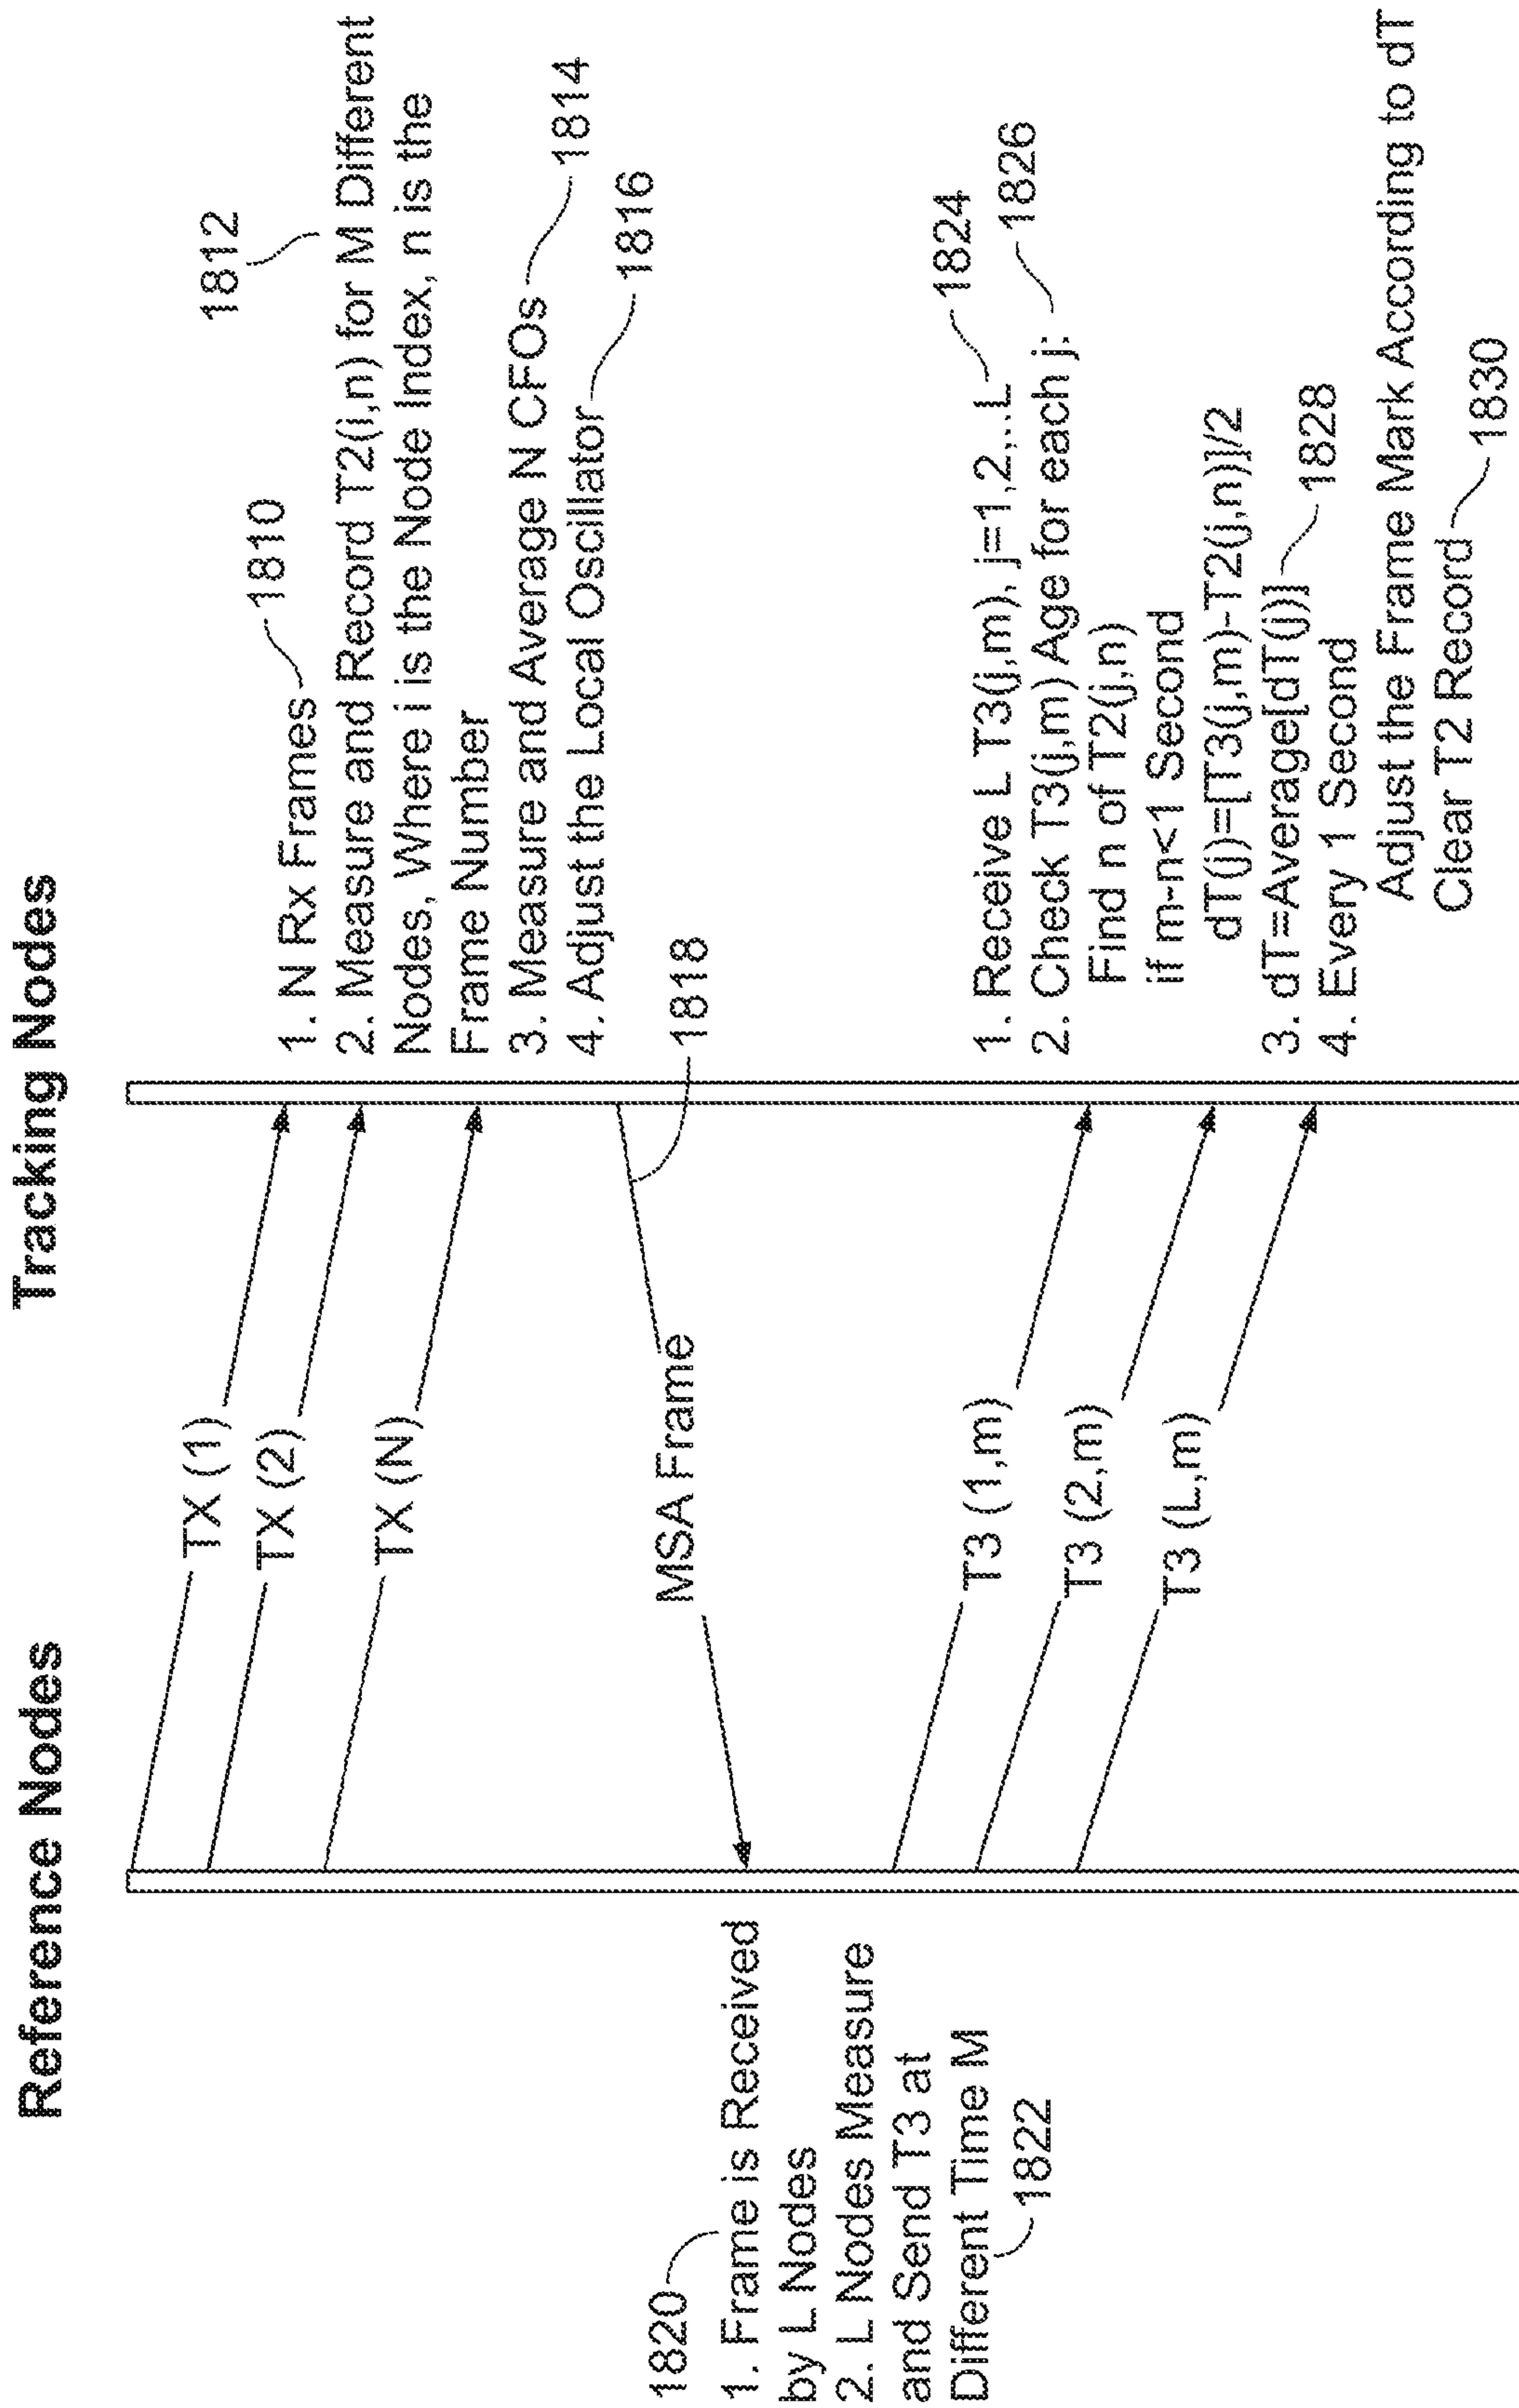 Reference Nodes
Tracking Nodes
TX (1)
TX (2)
TX (N)
1810
1812
1. N Rx Frames
2. Measure and Record T2(i,n) for M Different
Nodes, Where i is the Node Index, n is the
Frame Number
3. Measure and Average N CFOs
1814
4. Adjust the Local Oscillator
1816
MSA Frame
1818
1820
1. Frame is Received
by L Nodes
2. L Nodes Measure
and Send T3 at
Different Time M
1822
T3 (1,m)
T3 (2,m)
T3 (L,m)
1. Receive L T3(j,m), j=1,2,..L
1824
2. Check T3(j,m) Age for each j:
1826
Find n of T2(j,n)
if m-n<1 Second
dT(j)=[T3(j,m)-T2(j,n)]/2
3. dT=Average[dT(j)]
1828
4. Every 1 Second
Adjust the Frame Mark According to dT
Clear T2 Record
1830